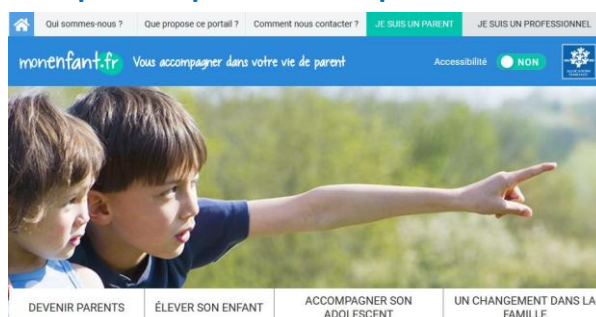 Qui sommes-nous ? Que propose ce portail ? Comment nous contacter ? JE SUIS UN PARENT JE SUIS UN PROFESSIONNEL
monenfant.fr Vous accompagner dans votre vie de parent Accessibilité NON
DEVENIR PARENTS ÉLEVER SON ENFANT ACCOMPAGNER SON ADOLESCENT UN CHANGEMENT DANS LA FAMILLE